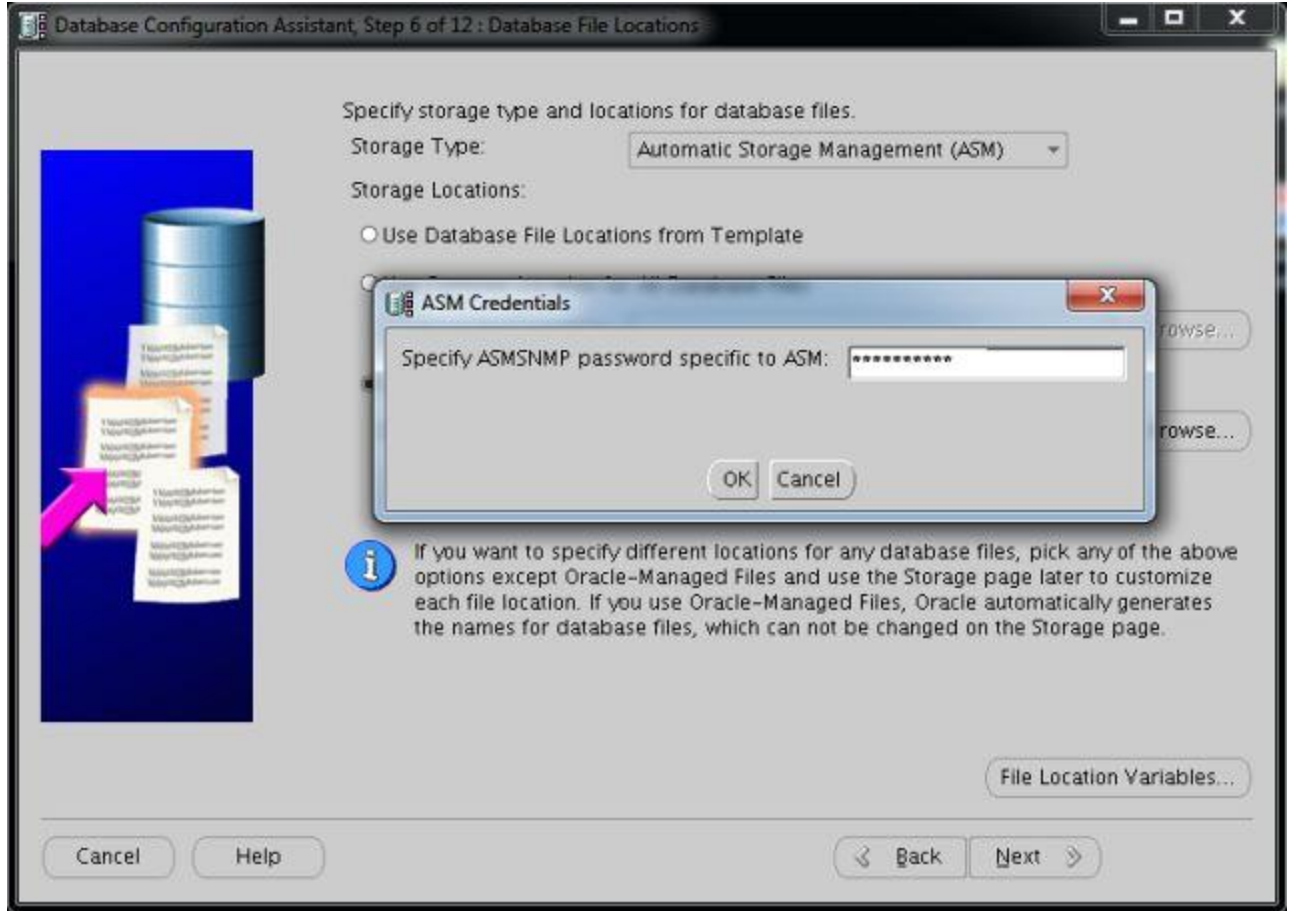 Database Configuration Assistant, Step 6 of 12 : Database File Locations
Specify storage type and locations for database files.
Storage Type:
Automatic Storage Management (ASM)
Storage Locations:
Use Database File Locations from Template
ASM Credentials
rowse...
Specify ASMSNMP password specific to ASM: **********
rowse...
OK
Cancel
If you want to specify different locations for any database files, pick any of the above
options except Oracle-Managed Files and use the Storage page later to customize
each file location. If you use Oracle-Managed Files, Oracle automatically generates
the names for database files, which can not be changed on the Storage page.
File Location Variables...
Cancel
Help
Back
Next